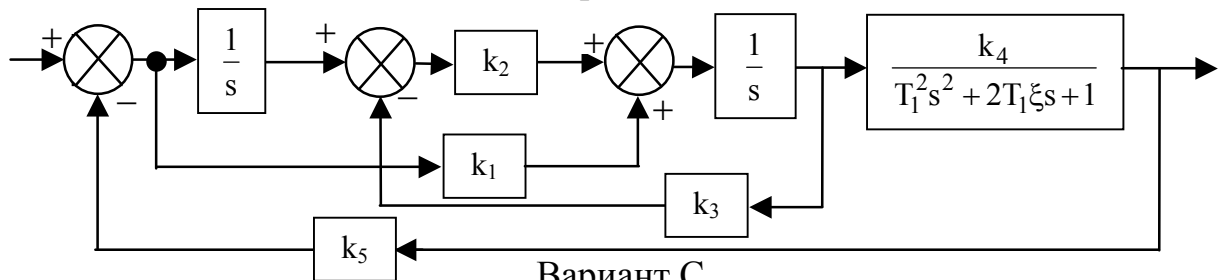 +
1
s
+
k₂
+
1
s
k₄
T₁²s² + 2T₁ξs + 1
−
−
+
k₁
k₃
k₅
Вариант С